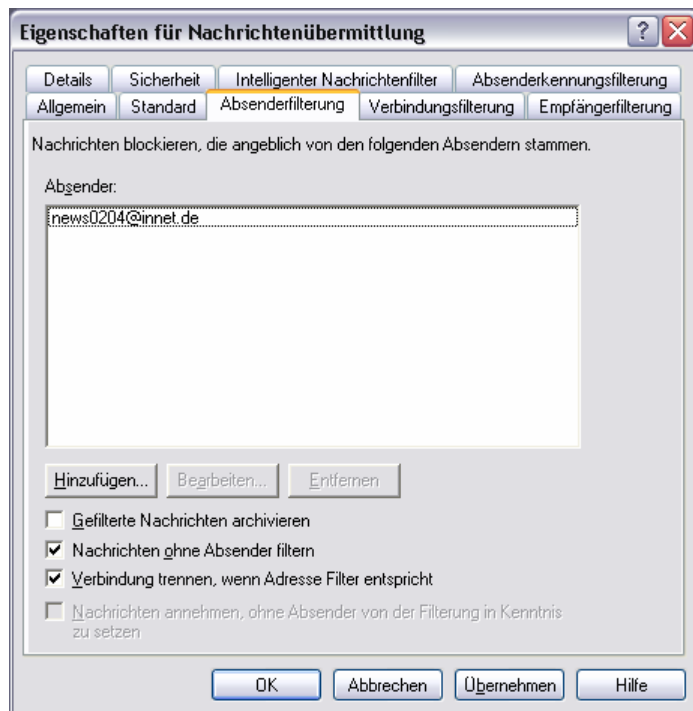 Eigenschaften für Nachrichtenübermittlung
Details Sicherheit Intelligenter Nachrichtenfilter Absenderkennungsfilterung
Allgemein Standard Absenderfilterung Verbindungsfilterung Empfängerfilterung
Nachrichten blockieren, die angeblich von den folgenden Absendern stammen.
Absender:
news0204@innet.de
Hinzufügen... Bearbeiten... Entfernen
Gefilterte Nachrichten archivieren
Nachrichten ohne Absender filtern
Verbindung trennen, wenn Adresse Filter entspricht
Nachrichten annehmen, ohne Absender von der Filterung in Kenntnis
zu setzen
OK Abbrechen Übernehmen Hilfe